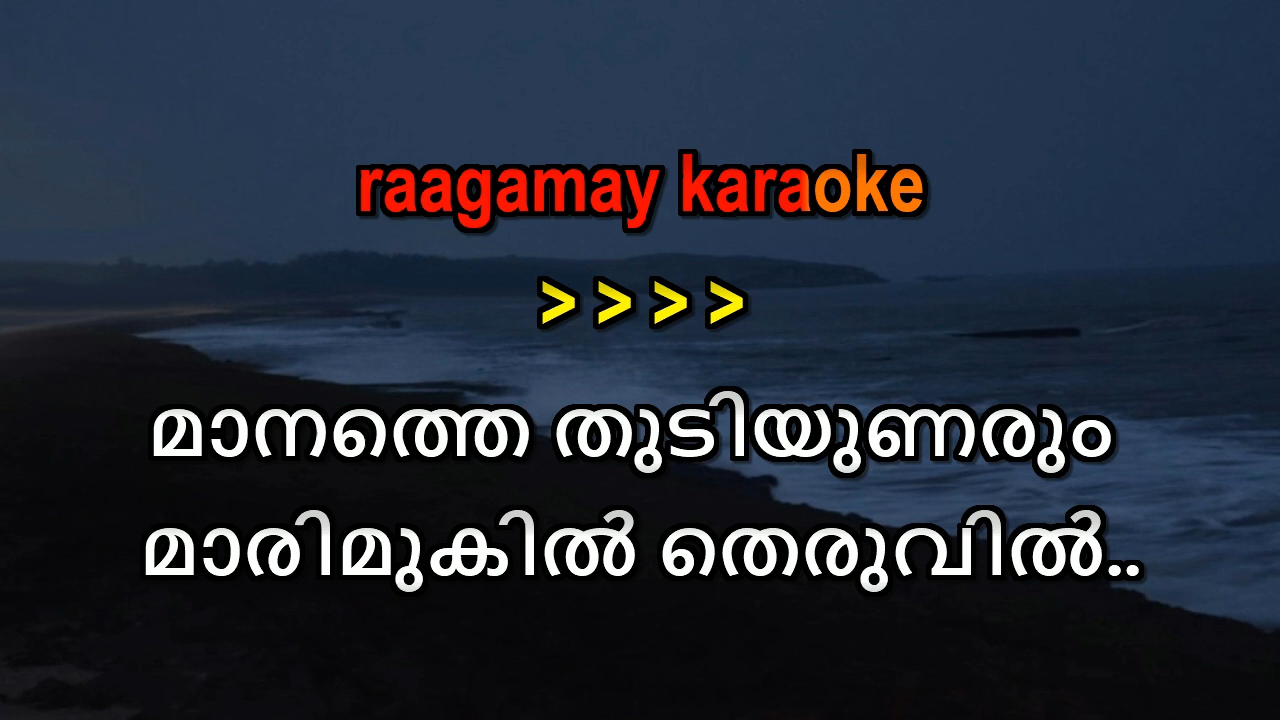 raagamay karaoke
> > > >
മാനത്തെ തുടിയുണരും
മാരിമുകിൽ തെരുവിൽ..